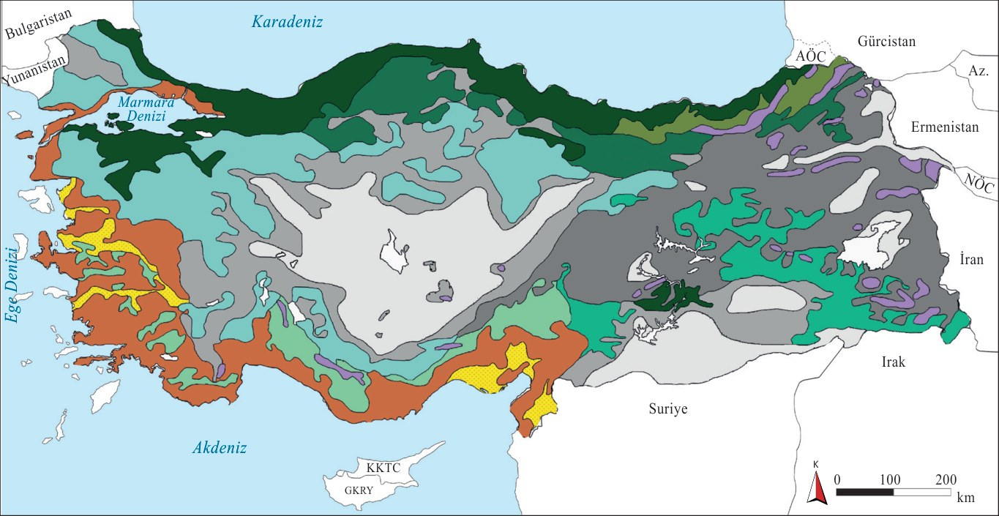 Bulgaristan
Karadeniz
Gürcistan
AÖC
Yunanistan
Az.
Marmara
Denizi
Ermenistan
NÖC
Ege Denizi
İran
Irak
Suriye
Akdeniz
KKTC
GKRY
K
0 100 200
km